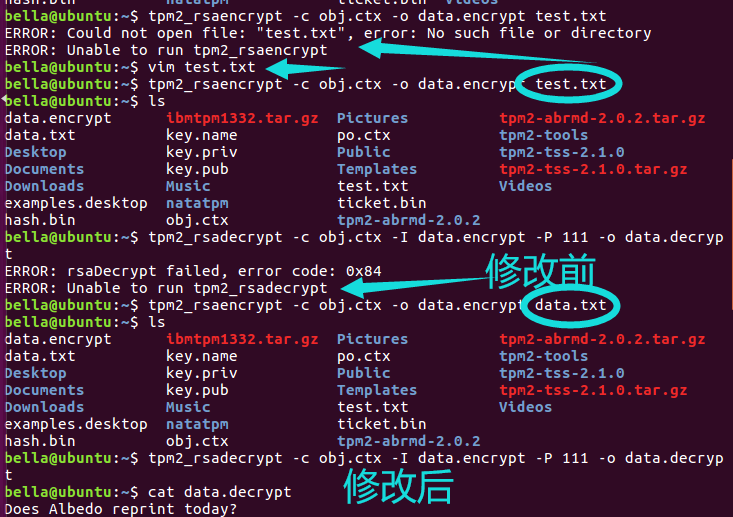 hash.bin natatpm ticket.bin Videos
bella@ubuntu:~$ tpm2_rsaencrypt -c obj.ctx -o data.encrypt test.txt
ERROR: Could not open file: "test.txt", error: No such file or directory
ERROR: Unable to run tpm2_rsaencrypt
bella@ubuntu:~$ vim test.txt
bella@ubuntu:~$ tpm2_rsaencrypt -c obj.ctx -o data.encrypt test.txt
bella@ubuntu:~$ ls
data.encrypt ibmtpm1332.tar.gz Pictures tpm2-abrmd-2.0.2.tar.gz
data.txt key.name po.ctx tpm2-tools
Desktop key.priv Public tpm2-tss-2.1.0
Documents key.pub Templates tpm2-tss-2.1.0.tar.gz
Downloads Music test.txt Videos
examples.desktop natatpm ticket.bin
hash.bin obj.ctx tpm2-abrmd-2.0.2
bella@ubuntu:~$ tpm2_rsadecrypt -c obj.ctx -I data.encrypt -P 111 -o data.decryp
t
ERROR: rsaDecrypt failed, error code: 0x84
修改前
ERROR: Unable to run tpm2_rsadecrypt
bella@ubuntu:~$ tpm2_rsaencrypt -c obj.ctx -o data.encrypt data.txt
bella@ubuntu:~$ ls
data.encrypt ibmtpm1332.tar.gz Pictures tpm2-abrmd-2.0.2.tar.gz
data.txt key.name po.ctx tpm2-tools
Desktop key.priv Public tpm2-tss-2.1.0
Documents key.pub Templates tpm2-tss-2.1.0.tar.gz
Downloads Music test.txt Videos
examples.desktop natatpm ticket.bin
hash.bin obj.ctx tpm2-abrmd-2.0.2
bella@ubuntu:~$ tpm2_rsadecrypt -c obj.ctx -I data.encrypt -P 111 -o data.decryp
t
修改后
bella@ubuntu:~$ cat data.decrypt
Does Albedo reprint today?